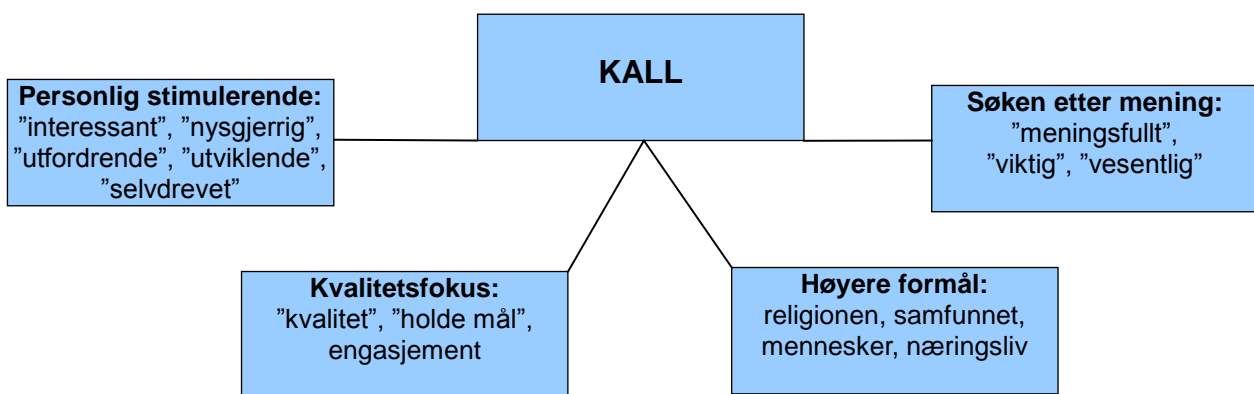 KALL
Personlig stimulerende:
”interessant”, ”nysgjerrig”,
”utfordrende”, ”utviklende”,
”selvdrevet”
Søken etter mening:
”meningsfullt”,
”viktig”, ”vesentlig”
Kvalitetsfokus:
”kvalitet”, ”holde mål”,
engasjement
Høyere formål:
religionen, samfunnet,
mennesker, næringsliv